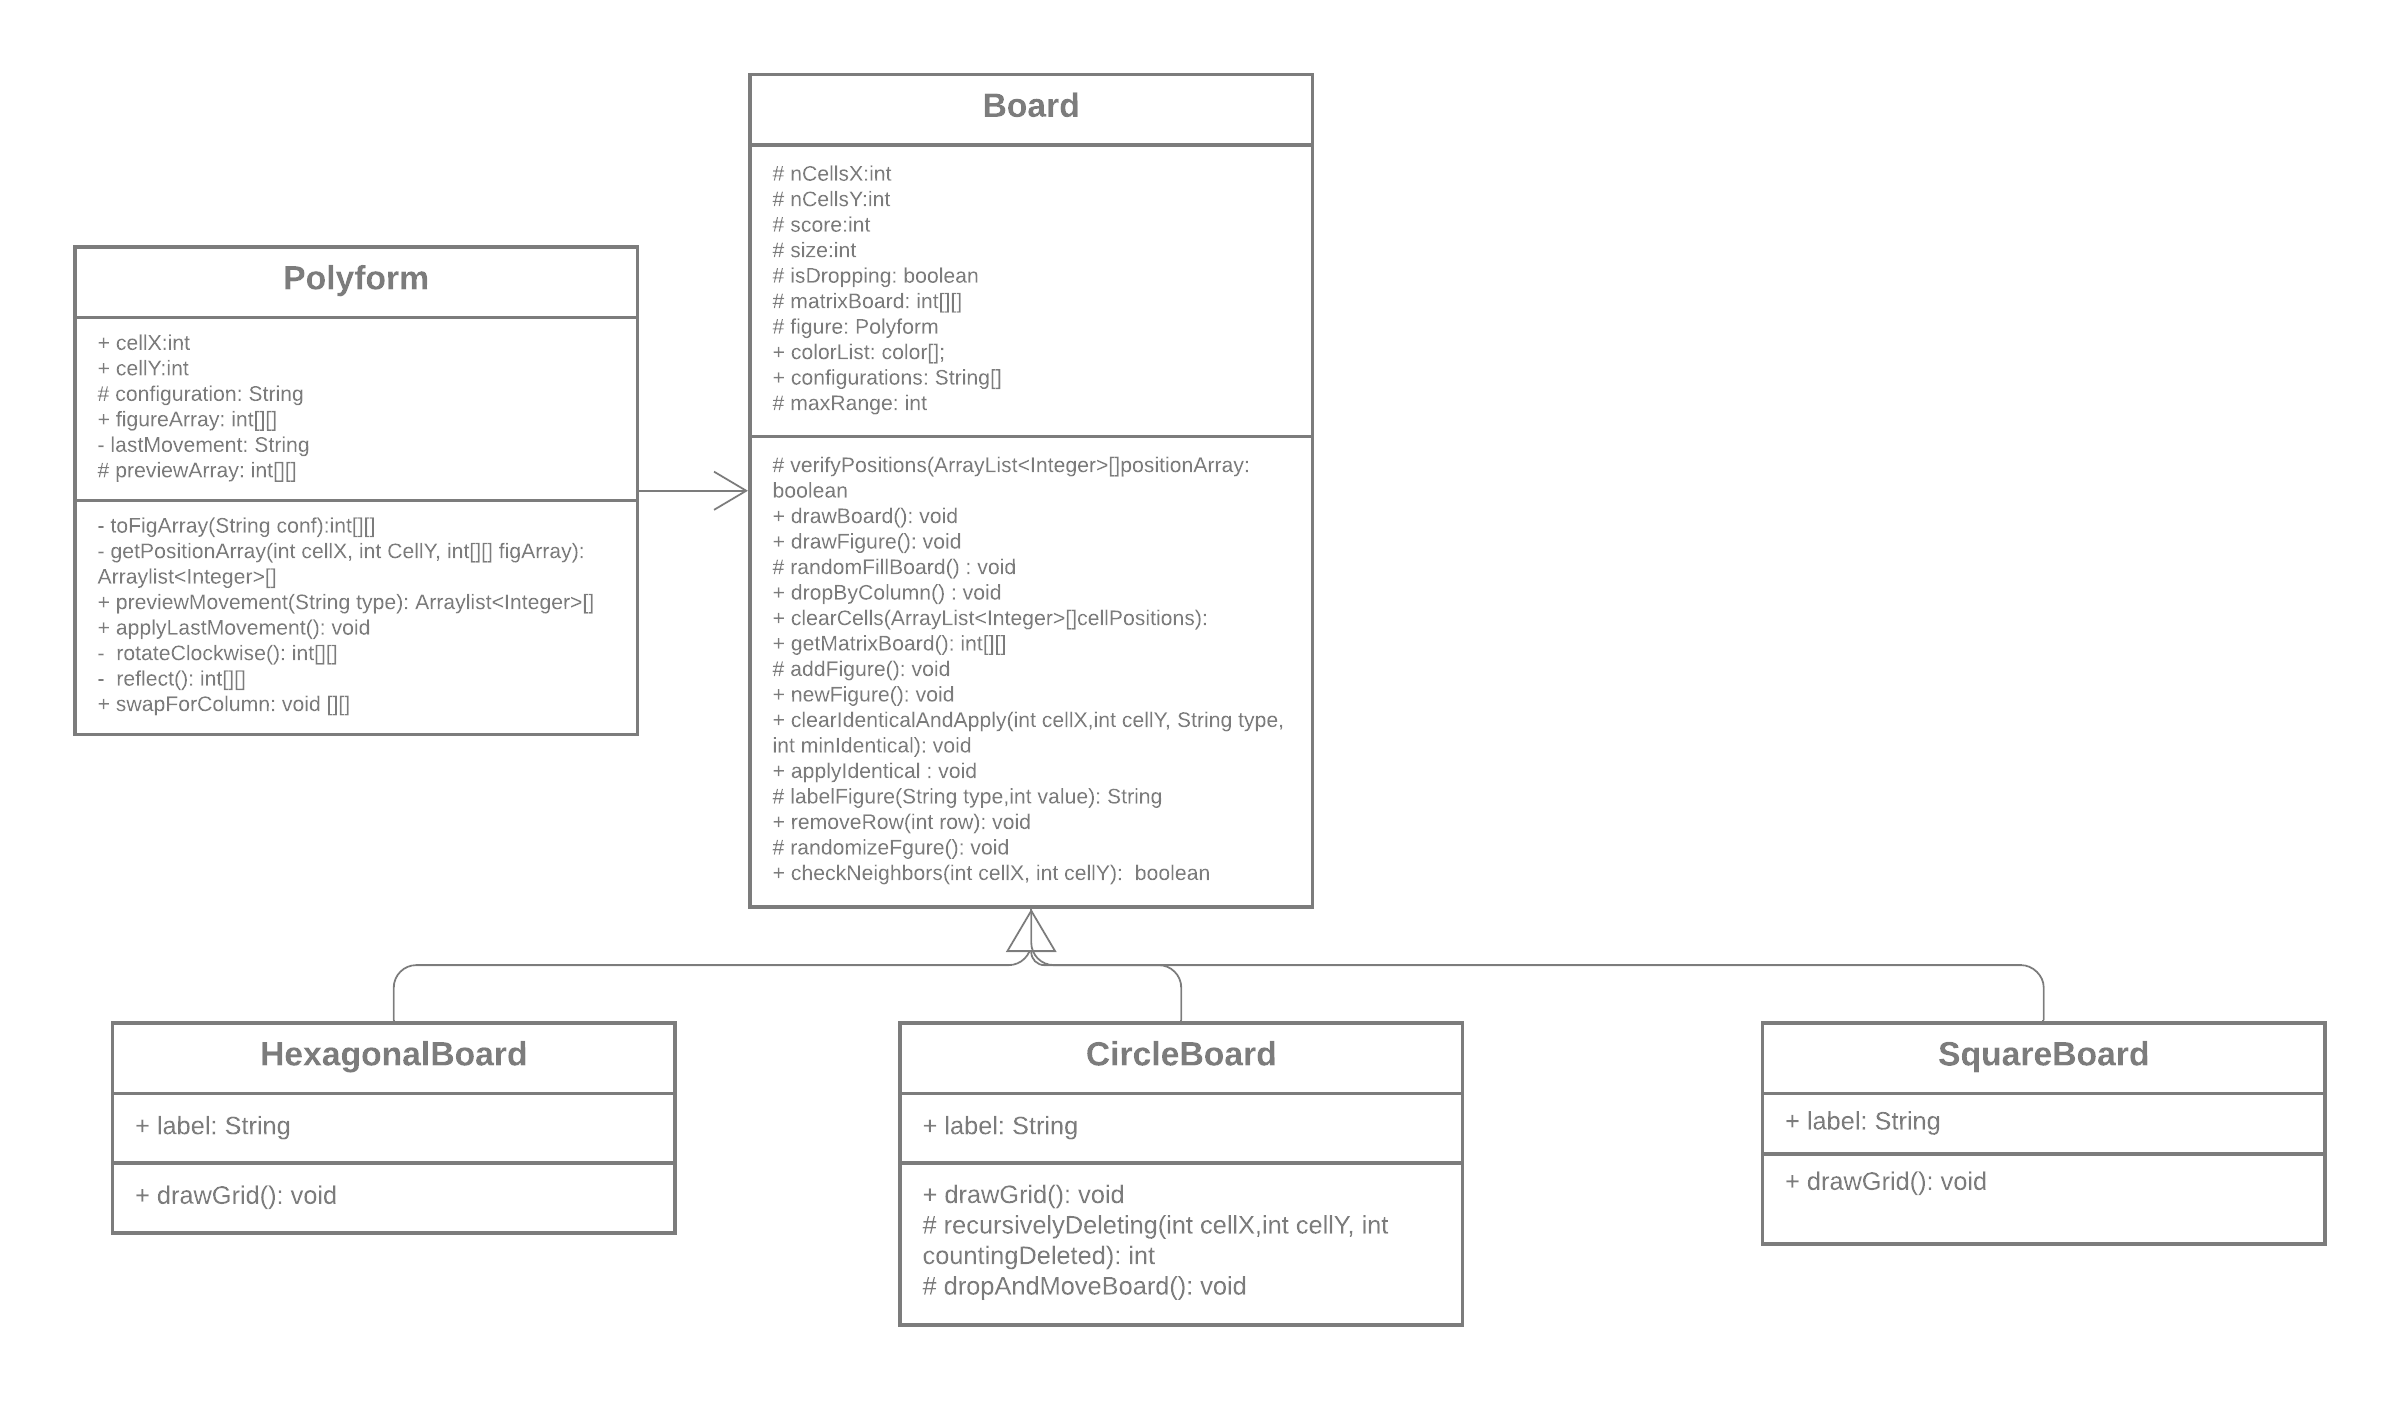 Board
# nCellsX:int
# nCellsY:int
# score:int
# size:int
# isDropping: boolean
# matrixBoard: int[][]
# figure: Polyform
+ colorList: color[];
+ configurations: String[]
# maxRange: int
# verifyPositions(ArrayList<Integer>[]positionArray:
boolean
+ drawBoard(): void
+ drawFigure(): void
# randomFillBoard() : void
+ dropByColumn() : void
+ clearCells(ArrayList<Integer>[]cellPositions):
+ getMatrixBoard(): int[][]
# addFigure(): void
+ newFigure(): void
+ clearIdenticalAndApply(int cellX,int cellY, String type,
int minIdentical): void
+ applyIdentical : void
# labelFigure(String type,int value): String
+ removeRow(int row): void
# randomizeFgure(): void
+ checkNeighbors(int cellX, int cellY):  boolean
Polyform
+ cellX:int
+ cellY:int
# configuration: String
+ figureArray: int[][]
- lastMovement: String
# previewArray: int[][]
- toFigArray(String conf):int[][]
- getPositionArray(int cellX, int CellY, int[][] figArray):
Arraylist<Integer>[]
+ previewMovement(String type): Arraylist<Integer>[]
+ applyLastMovement(): void
-  rotateClockwise(): int[][]
-  reflect(): int[][]
+ swapForColumn: void [][]
HexagonalBoard
+ label: String
+ drawGrid(): void
CircleBoard
+ label: String
+ drawGrid(): void
# recursivelyDeleting(int cellX,int cellY, int
countingDeleted): int
# dropAndMoveBoard(): void
SquareBoard
+ label: String
+ drawGrid(): void